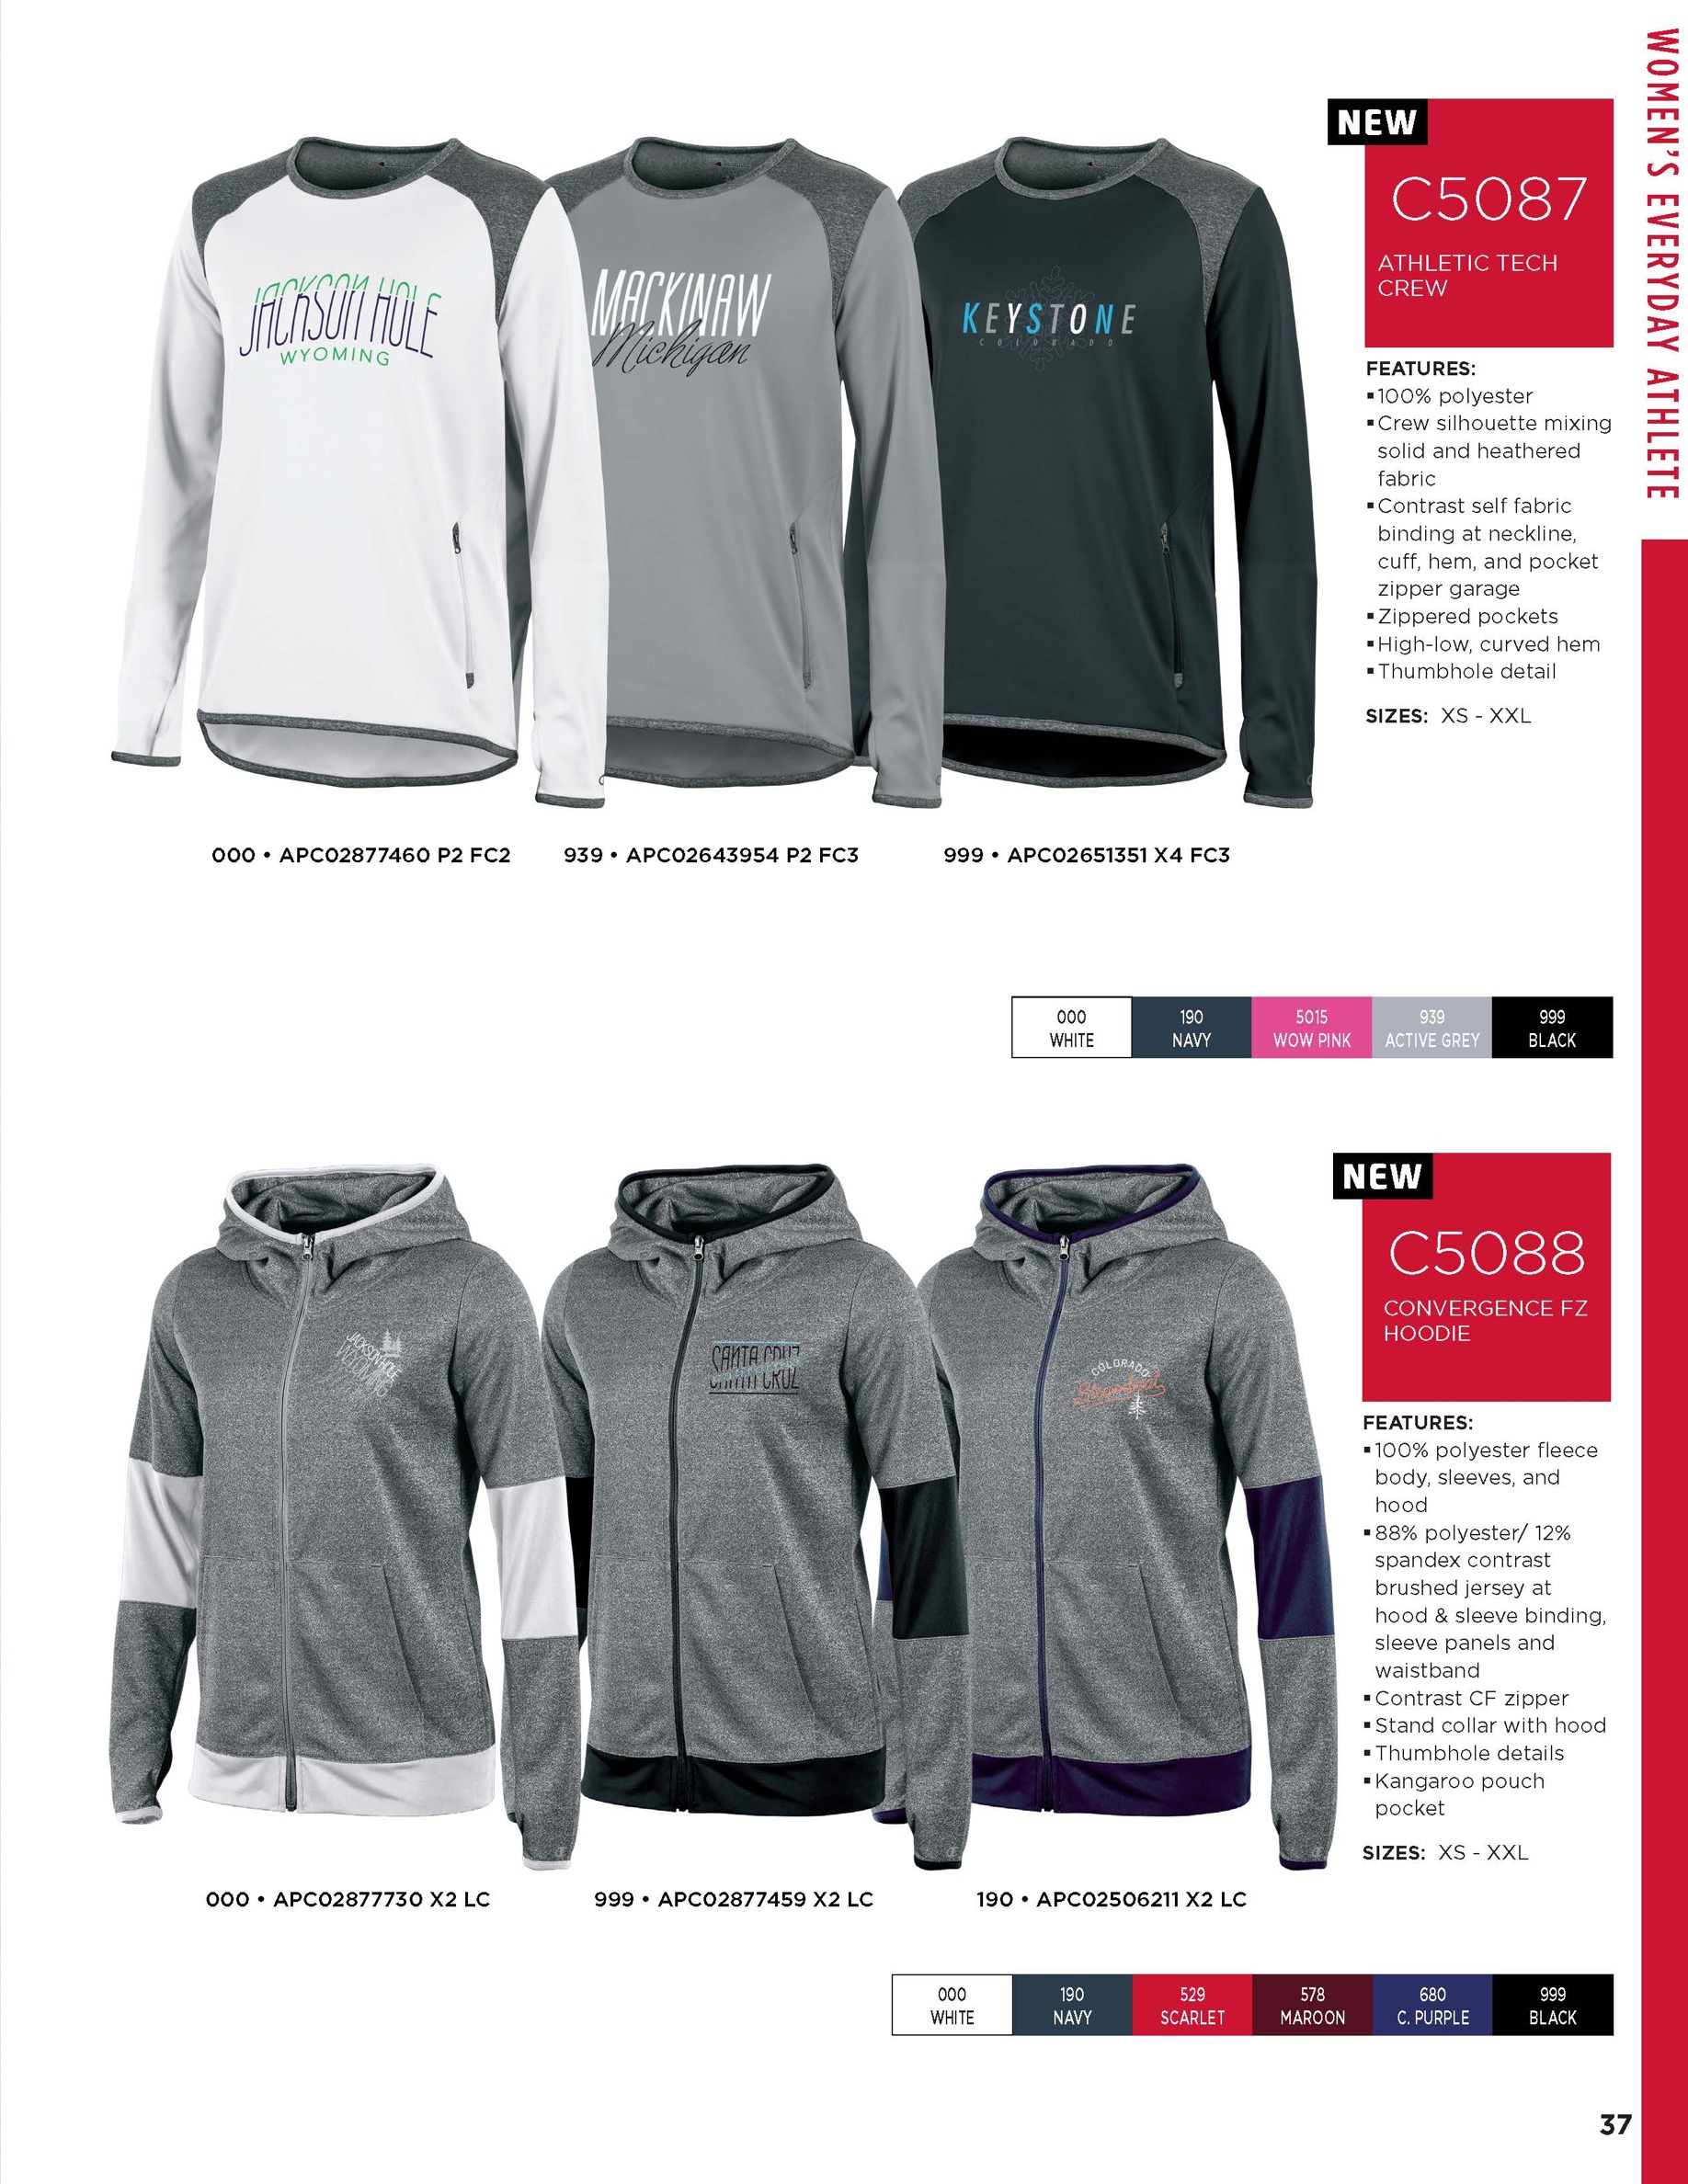 WOMEN'S EVERYDAY ATHLETE
NEW
C5087
ATHLETIC TECH
CREW
FEATURES:
▪100% polyester
▪Crew silhouette mixing
solid and heathered
fabric
▪Contrast self fabric
binding at neckline,
cuff, hem, and pocket
zipper garage
▪Zippered pockets
▪High-low, curved hem
▪Thumbhole detail
SIZES: XS - XXL
JACKSON HOLE
WYOMING
MACKINAW
Michigan
KEYSTONE
COLORADO
000 • APC02877460 P2 FC2
939 • APC02643954 P2 FC3
999 • APC02651351 X4 FC3
000
WHITE
190
NAVY
5015
WOW PINK
939
ACTIVE GREY
999
BLACK
NEW
C5088
CONVERGENCE FZ
HOODIE
FEATURES:
▪100% polyester fleece
body, sleeves, and
hood
▪88% polyester/ 12%
spandex contrast
brushed jersey at
hood & sleeve binding,
sleeve panels and
waistband
▪Contrast CF zipper
▪Stand collar with hood
▪Thumbhole details
▪Kangaroo pouch
pocket
SIZES: XS - XXL
JACKSON HOLE
WYOMING
SANTA CRUZ
SANTA CRUZ
COLORADO
Steamboat
000 • APC02877730 X2 LC
999 • APC02877459 X2 LC
190 • APC02506211 X2 LC
000
WHITE
190
NAVY
529
SCARLET
578
MAROON
680
C. PURPLE
999
BLACK
37